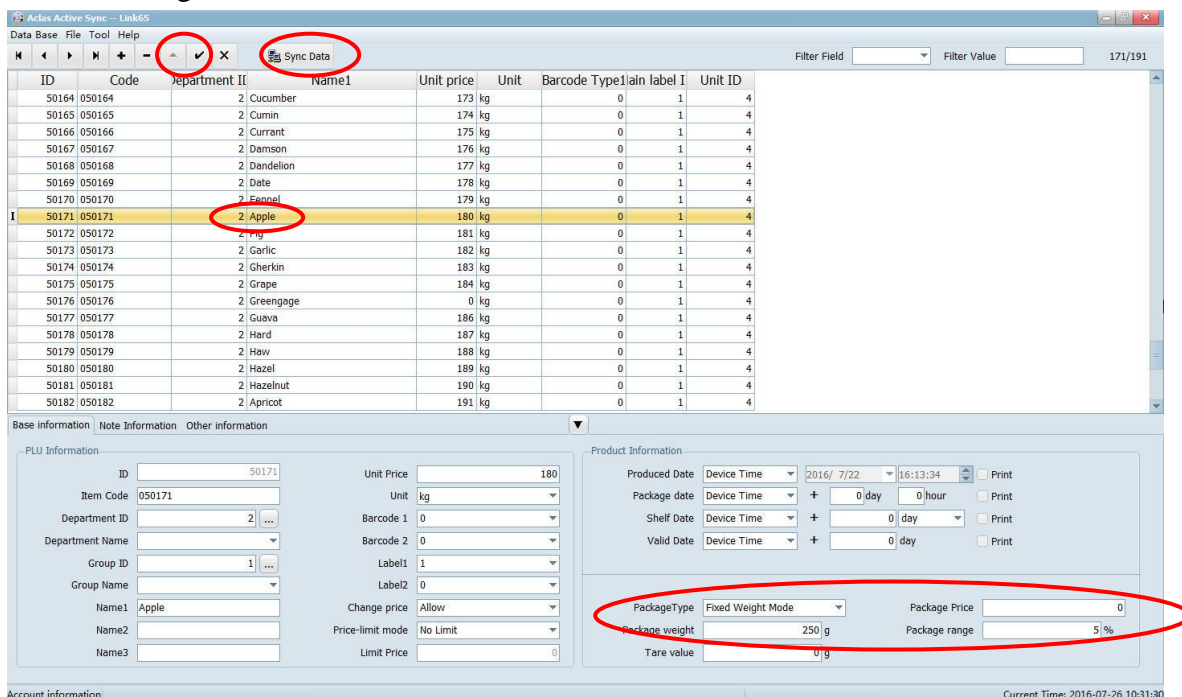 Aclas Active Sync -- Link65
Data Base File Tool Help
Sync Data Filter Field Filter Value 171/191
ID Code Department ID Name1 Unit price Unit Barcode Type1 ain label I Unit ID
50164 050164 2 Cucumber 173 kg 0 1 4
50165 050165 2 Cumin 174 kg 0 1 4
50166 050166 2 Currant 175 kg 0 1 4
50167 050167 2 Damson 176 kg 0 1 4
50168 050168 2 Dandelion 177 kg 0 1 4
50169 050169 2 Date 178 kg 0 1 4
50170 050170 2 Fennel 179 kg 0 1 4
50171 050171 2 Apple 180 kg 0 1 4
50172 050172 2 Fig 181 kg 0 1 4
50173 050173 2 Garlic 182 kg 0 1 4
50174 050174 2 Gherkin 183 kg 0 1 4
50175 050175 2 Grape 184 kg 0 1 4
50176 050176 2 Greengage 0 kg 0 1 4
50177 050177 2 Guava 186 kg 0 1 4
50178 050178 2 Hard 187 kg 0 1 4
50179 050179 2 Haw 188 kg 0 1 4
50180 050180 2 Hazel 189 kg 0 1 4
50181 050181 2 Hazelnut 190 kg 0 1 4
50182 050182 2 Apricot 191 kg 0 1 4
Base information Note Information Other information
PLU Information Product Information
ID 50171 Unit Price 180 Produced Date Device Time 2016/ 7/22 16:13:34 Print
Item Code 050171 Unit kg Package date Device Time + 0 day 0 hour Print
Department ID 2 ... Barcode 1 0 Shelf Date Device Time + 0 day Print
Department Name Barcode 2 0 Valid Date Device Time + 0 day Print
Group ID 1 ... Label1 1
Group Name Label2 0
Name1 Apple Change price Allow PackageType Fixed Weight Mode Package Price 0
Name2 Price-limit mode No Limit Package weight 250 g Package range 5 %
Name3 Limit Price 0 Tare value 0 g
Account information Current Time: 2016-07-26 10:31:30